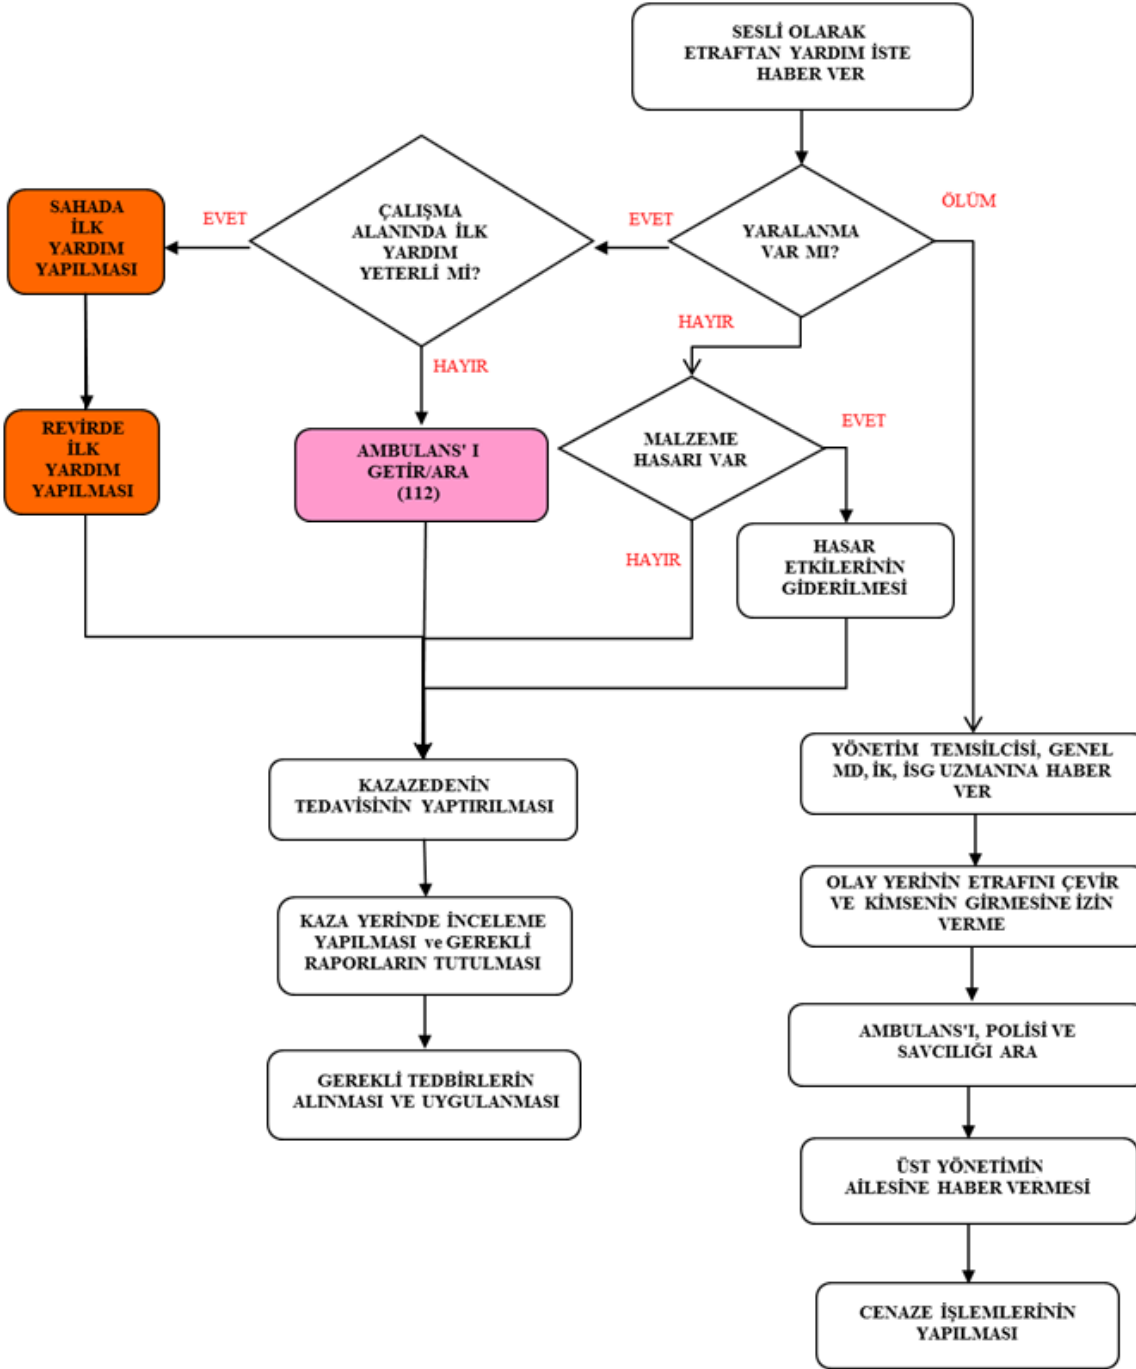 SESLİ OLARAK
ETRAFTAN YARDIM İSTE
HABER VER
ÖLÜM
YARALANMA
VAR MI?
EVET
ÇALIŞMA
ALANINDA İLK
YARDIM
YETERLİ Mİ?
EVET
SAHADA
İLK
YARDIM
YAPILMASI
HAYIR
HAYIR
REVİRDE
İLK
YARDIM
YAPILMASI
AMBULANS' I
GETİR/ARA
(112)
MALZEME
HASARI VAR
EVET
HAYIR
HASAR
ETKİLERİNİN
GİDERİLMESİ
KAZAZEDENİN
TEDAVİSİNİN YAPTIRILMASI
KAZA YERİNDE İNCELEME
YAPILMASI ve GEREKLİ
RAPORLARIN TUTULMASI
GEREKLİ TEDBİRLERİN
ALINMASI VE UYGULANMASI
YÖNETİM TEMSİLCİSİ, GENEL
MD, İK, İSG UZMANINA HABER
VER
OLAY YERİNİN ETRAFINI ÇEVİR
VE KİMSENİN GİRMESİNE İZİN
VERME
AMBULANS'I, POLİSİ VE
SAVCILIĞI ARA
ÜST YÖNETİMİN
AİLESİNE HABER VERMESİ
CENAZE İŞLEMLERİNİN
YAPILMASI